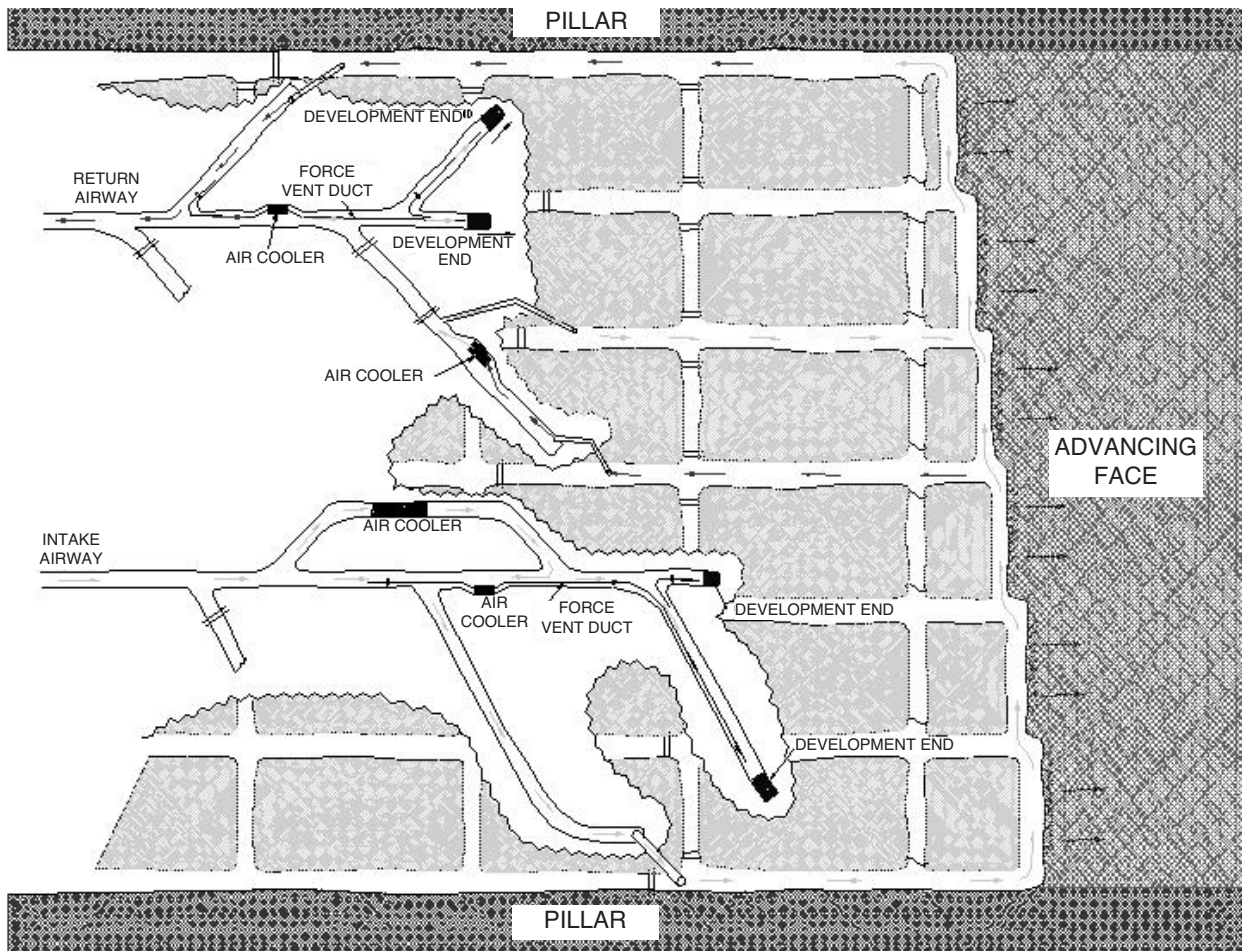 PILLAR
DEVELOPMENT END
FORCE
VENT DUCT
RETURN
AIRWAY
AIR COOLER
DEVELOPMENT
END
AIR COOLER
ADVANCING
FACE
AIR COOLER
INTAKE
AIRWAY
AIR
COOLER
FORCE
VENT DUCT
DEVELOPMENT END
DEVELOPMENT END
PILLAR